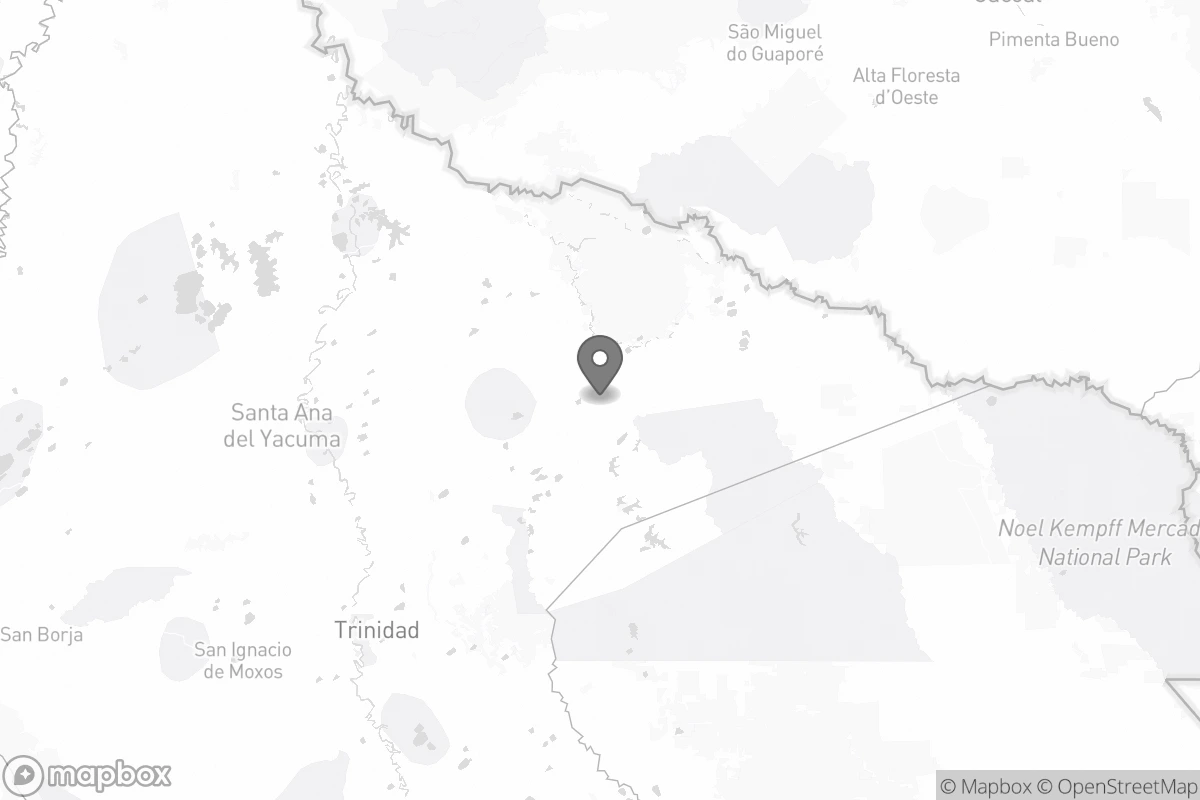 São Miguel
do Guaporé
Pimenta Bueno
Alta Floresta
d'Oeste
Santa Ana
del Yacuma
Noel Kempff Mercad
National Park
Trinidad
San Borja
San Ignacio
de Moxos
mapbox
© Mapbox © OpenStreetMap